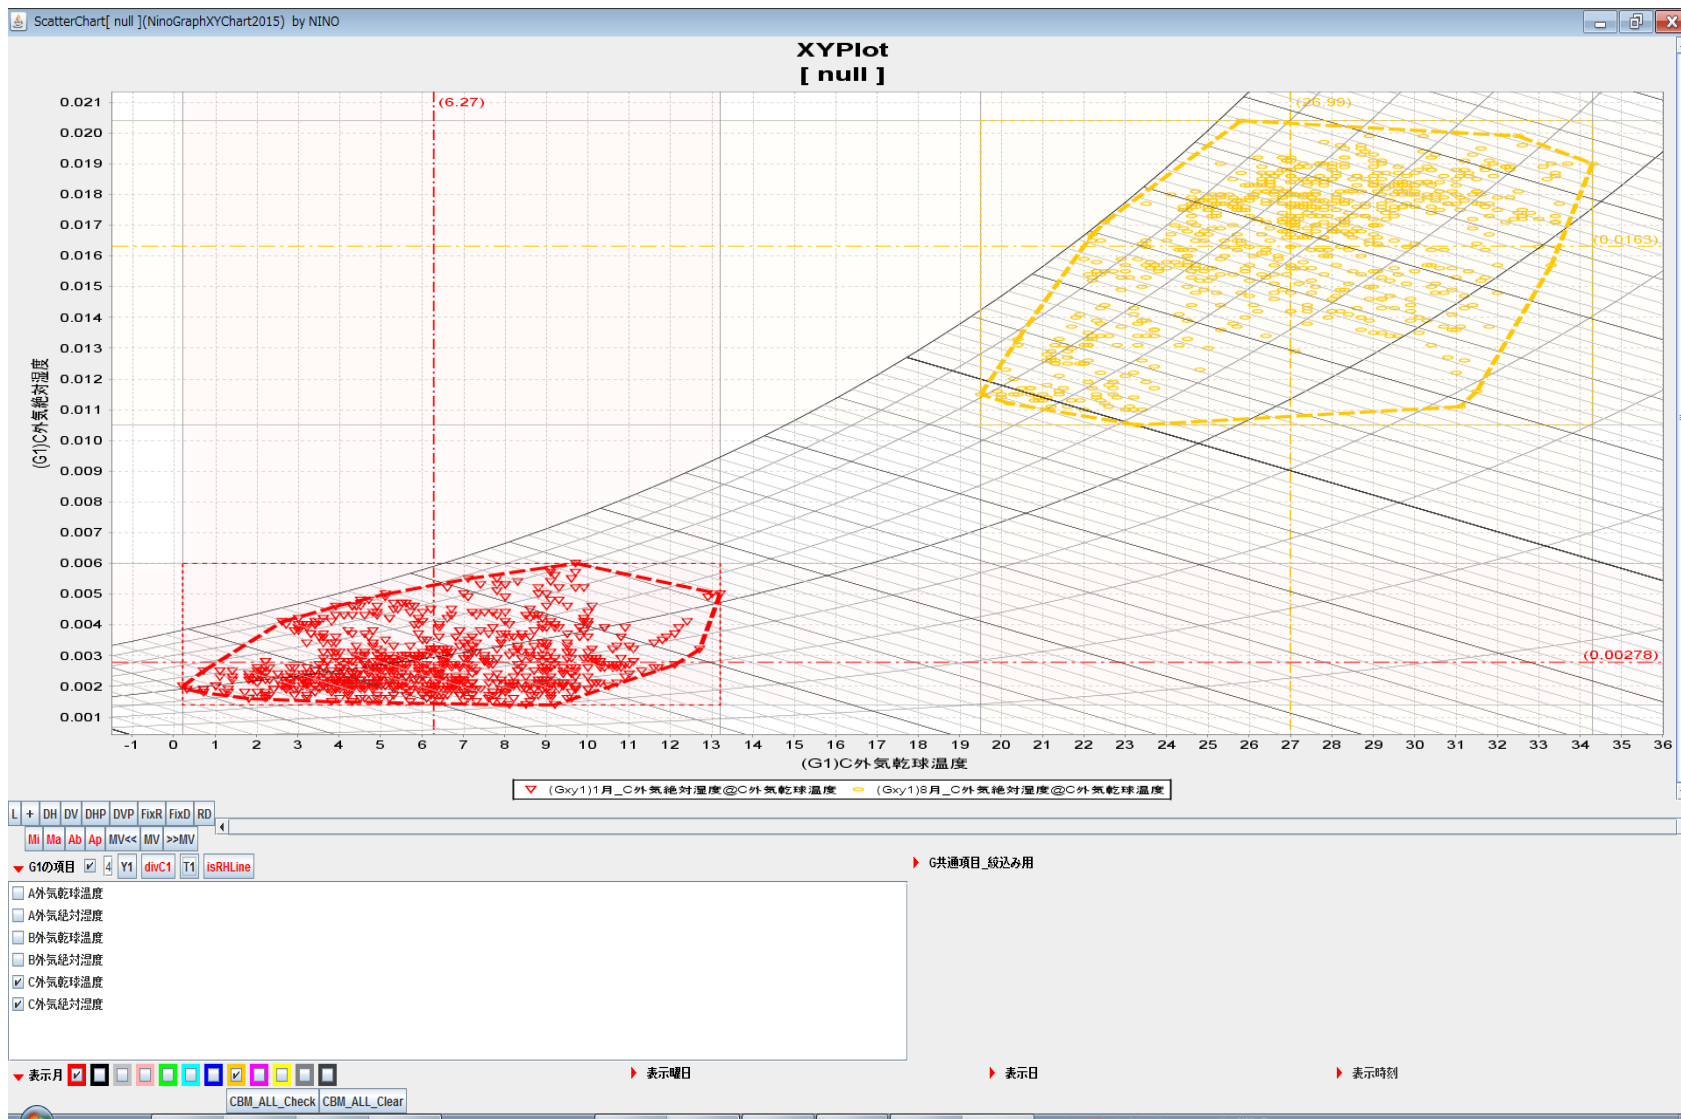 ScatterChart[ null ](NinoGraphXYChart2015) by NINO
XYPlot
[ null ]
(6.27)
(26.99)
(0.0163)
(0.00278)
0.021
0.020
0.019
0.018
0.017
0.016
0.015
0.014
0.013
0.012
0.011
0.010
0.009
0.008
0.007
0.006
0.005
0.004
0.003
0.002
0.001
(G1)C外気絶対湿度
-1 0 1 2 3 4 5 6 7 8 9 10 11 12 13 14 15 16 17 18 19 20 21 22 23 24 25 26 27 28 29 30 31 32 33 34 35 36
(G1)C外気乾球温度
(Gxy1)1月_C外気絶対湿度@C外気乾球温度 (Gxy1)8月_C外気絶対湿度@C外気乾球温度
L + DH DV DHP DVP FixR FixD RD
Mi Ma Ab Ap MV<< MV >>MV
G1の項目 4 Y1 divC1 T1 isRHLine
G共通項目_絞込み用
A外気乾球温度
A外気絶対湿度
B外気乾球温度
B外気絶対湿度
C外気乾球温度
C外気絶対湿度
表示月 表示曜日 表示日 表示時刻
CBM_ALL_Check CBM_ALL_Clear